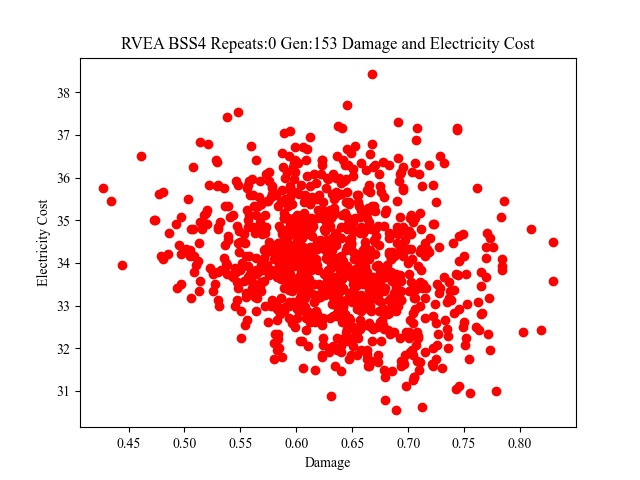 RVEA BSS4 Repeats:0 Gen:153 Damage and Electricity Cost
38
37
36
35
34
33
32
31
Electricity Cost
0.45 0.50 0.55 0.60 0.65 0.70 0.75 0.80
Damage